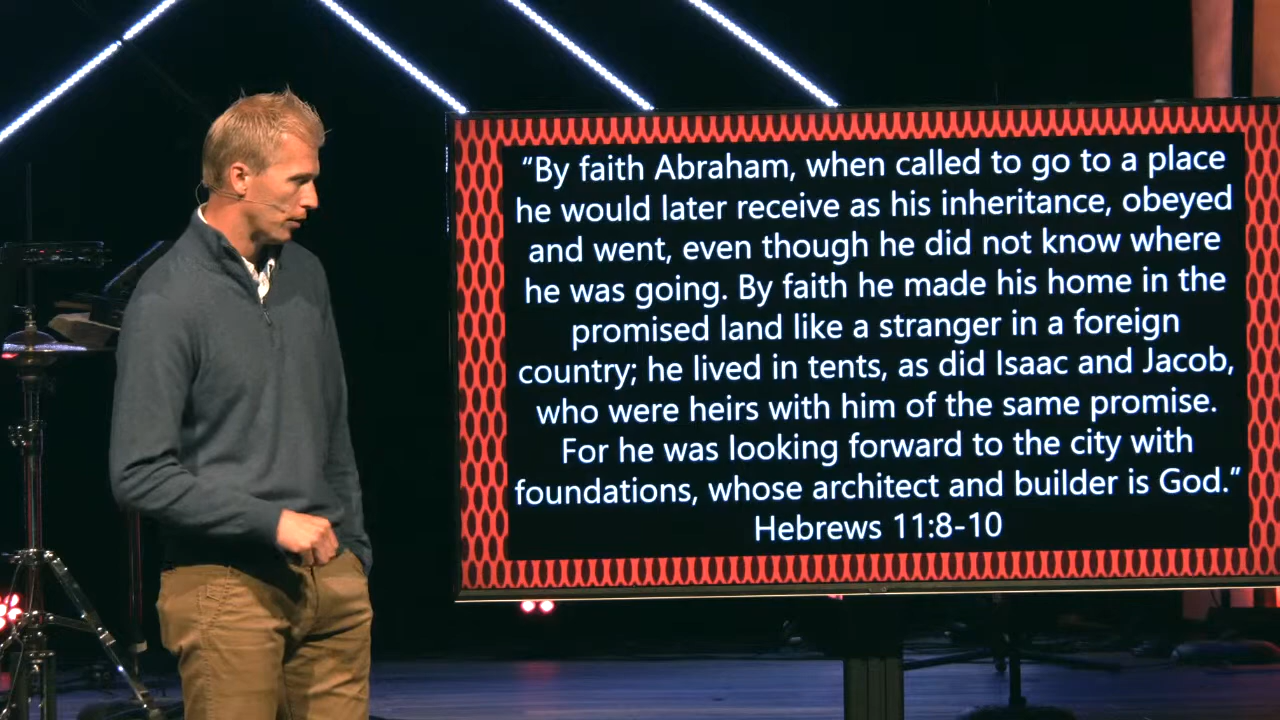 “By faith Abraham, when called to go to a place
he would later receive as his inheritance, obeyed
and went, even though he did not know where
he was going. By faith he made his home in the
promised land like a stranger in a foreign
country; he lived in tents, as did Isaac and Jacob,
who were heirs with him of the same promise.
For he was looking forward to the city with
foundations, whose architect and builder is God.”
Hebrews 11:8-10